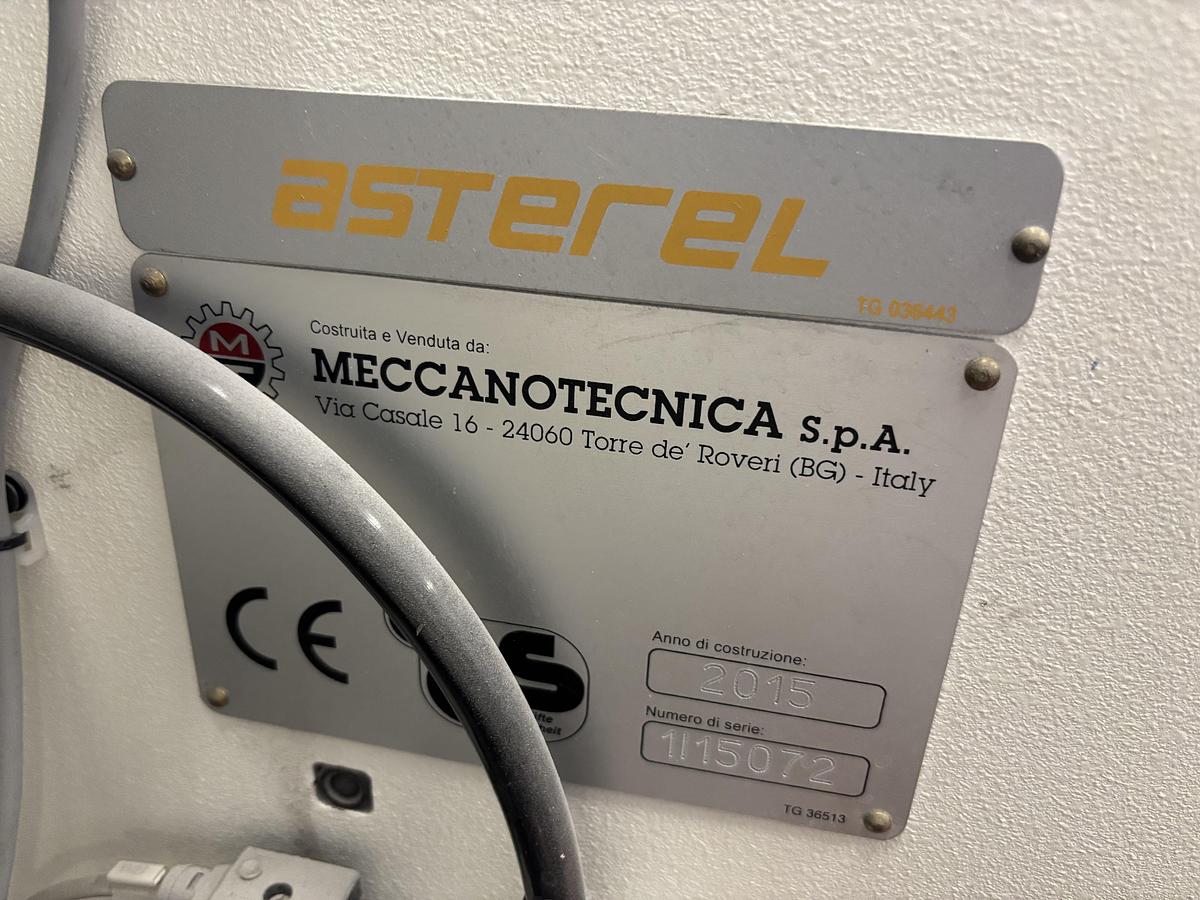 asterel
TG 036443
M
Costruita e Venduta da:
MECCANOTECNICA S.p.A.
Via Casale 16 - 24060 Torre de' Roveri (BG) - Italy
CE
S
Anno di costruzione:
2015
Numero di serie:
1I15072
TG 36513